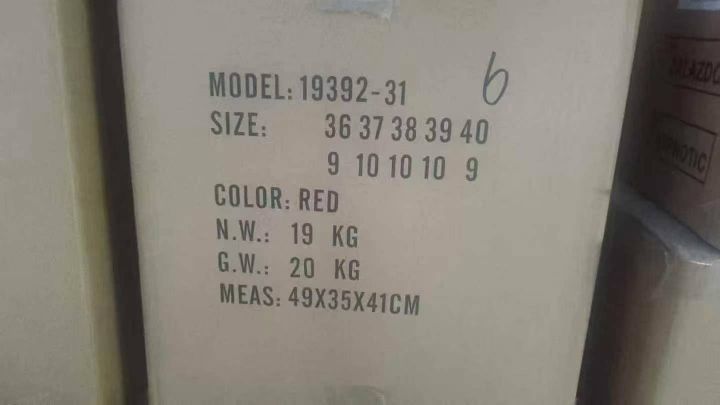 MODEL: 19392-31
6
SIZE: 36 37 38 39 40
9 10 10 10 9
COLOR: RED
N.W.: 19 KG
G.W.: 20 KG
MEAS: 49X35X41CM